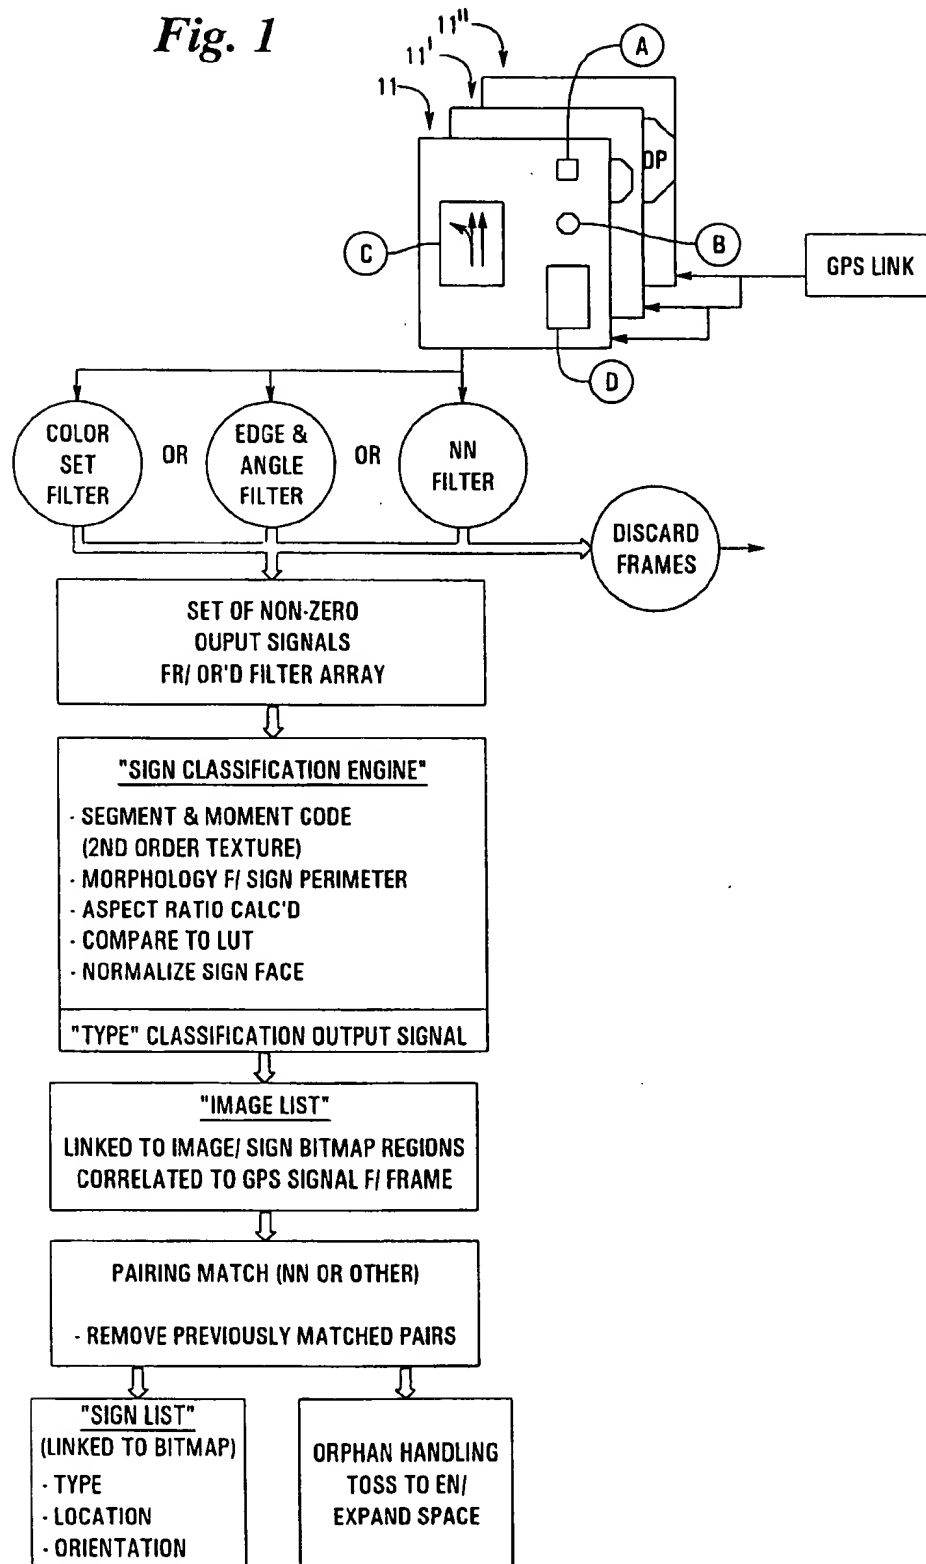 Fig. 1
11"
11'
11
A
OP
C
B
GPS LINK
D
COLOR
SET
FILTER
OR
EDGE &
ANGLE
FILTER
OR
NN
FILTER
DISCARD
FRAMES
SET OF NON-ZERO
OUPUT SIGNALS
FR/ OR'D FILTER ARRAY
"SIGN CLASSIFICATION ENGINE"
- SEGMENT & MOMENT CODE
(2ND ORDER TEXTURE)
- MORPHOLOGY F/ SIGN PERIMETER
- ASPECT RATIO CALC'D
- COMPARE TO LUT
- NORMALIZE SIGN FACE
"TYPE" CLASSIFICATION OUTPUT SIGNAL
"IMAGE LIST"
LINKED TO IMAGE/ SIGN BITMAP REGIONS
CORRELATED TO GPS SIGNAL F/ FRAME
PAIRING MATCH (NN OR OTHER)
- REMOVE PREVIOUSLY MATCHED PAIRS
"SIGN LIST"
(LINKED TO BITMAP)
- TYPE
- LOCATION
- ORIENTATION
ORPHAN HANDLING
TOSS TO EN/
EXPAND SPACE